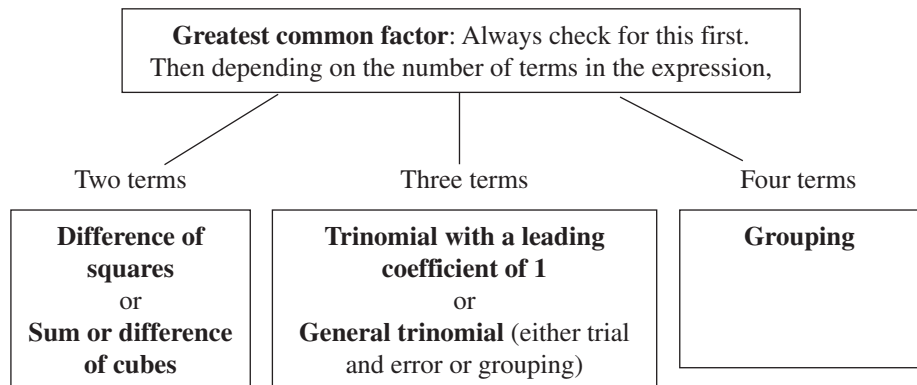 Greatest common factor: Always check for this first.
Then depending on the number of terms in the expression,
Two terms
Three terms
Four terms
Difference of
squares
or
Sum or difference
of cubes
Trinomial with a leading
coefficient of 1
or
General trinomial (either trial
and error or grouping)
Grouping